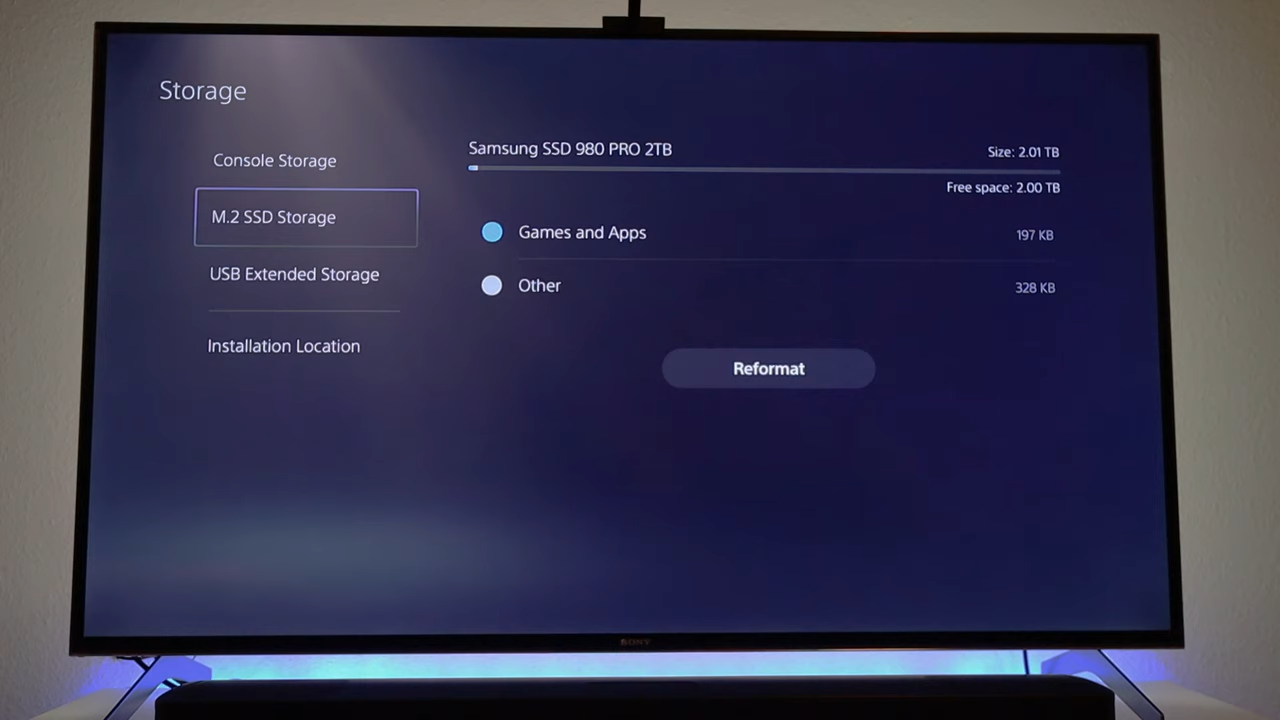 Storage
Console Storage
M.2 SSD Storage
USB Extended Storage
Installation Location
Samsung SSD 980 PRO 2TB
Size: 2.01 TB
Free space: 2.00 TB
Games and Apps
197 KB
Other
328 KB
Reformat
SONY